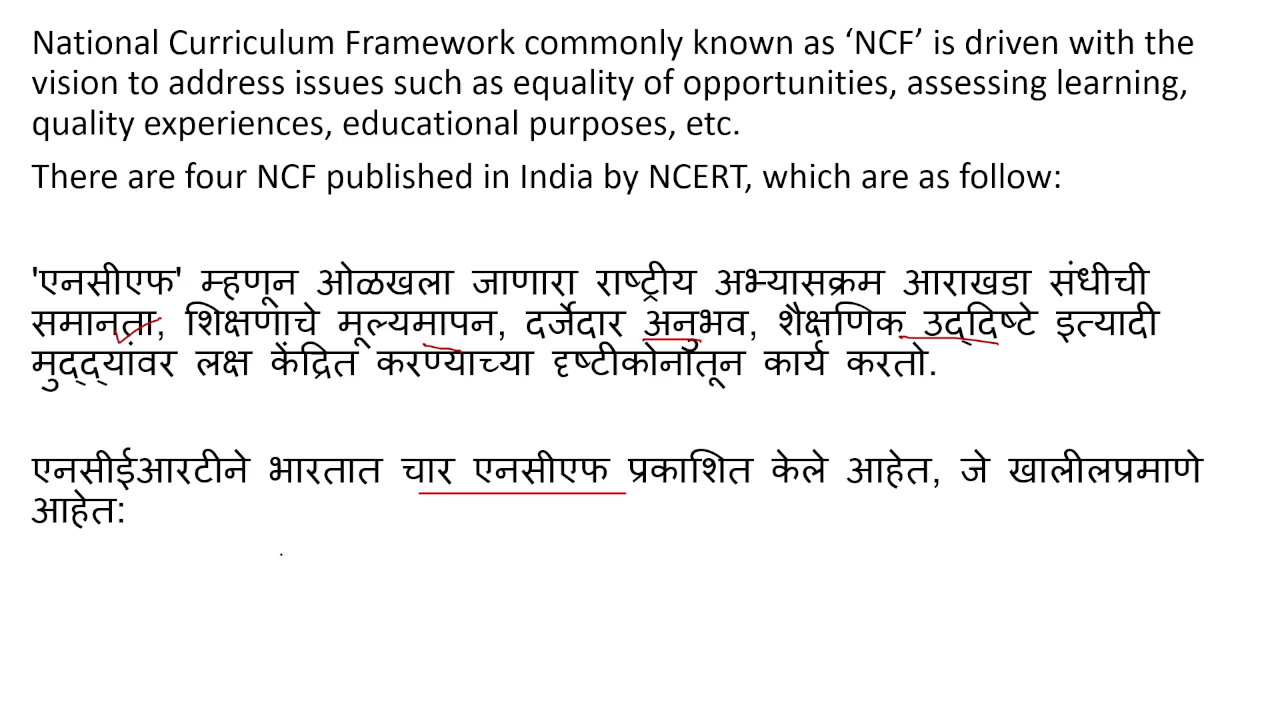 National Curriculum Framework commonly known as ‘NCF’ is driven with the
vision to address issues such as equality of opportunities, assessing learning,
quality experiences, educational purposes, etc.
There are four NCF published in India by NCERT, which are as follow:
'एनसीएफ' म्हणून ओळखला जाणारा राष्ट्रीय अभ्यासक्रम आराखडा संधीची
समानता, शिक्षणाचे मूल्यमापन, दर्जेदार अनुभव, शैक्षणिक उद्दिष्टे इत्यादी
मुद्द्यांवर लक्ष केंद्रित करण्याच्या दृष्टीकोनातून कार्य करतो.
एनसीईआरटीने भारतात चार एनसीएफ प्रकाशित केले आहेत, जे खालीलप्रमाणे
आहेत: